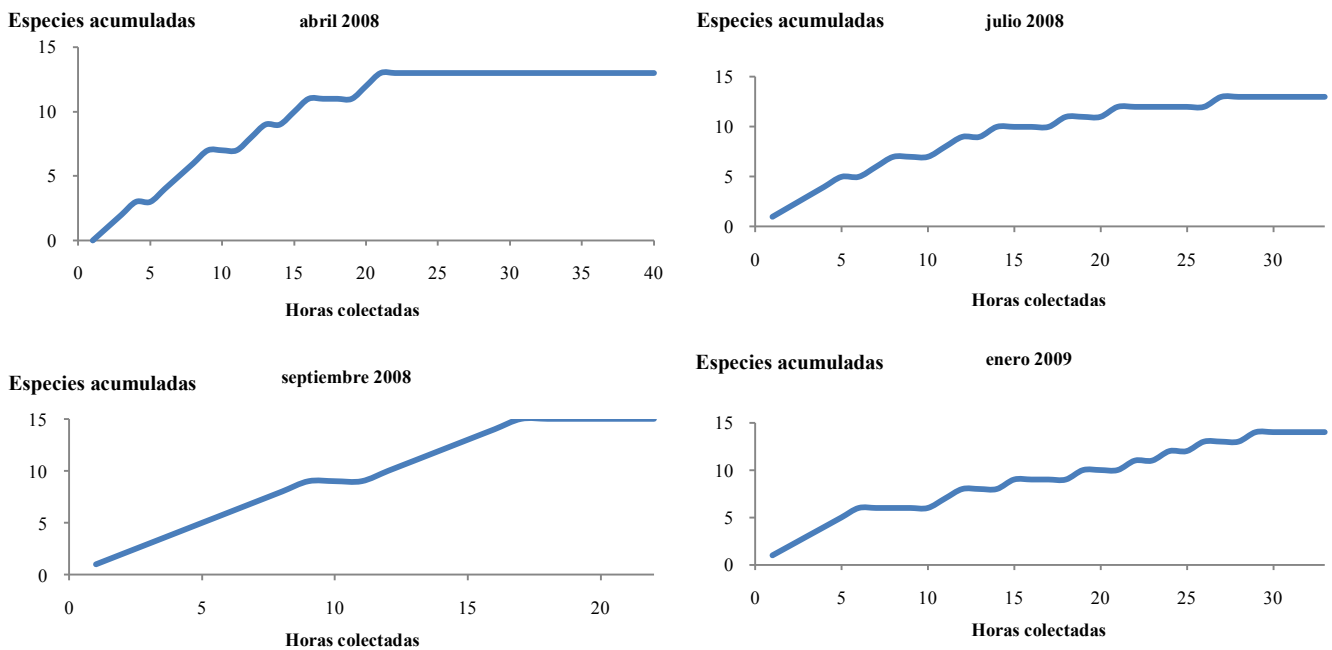 Especies acumuladas
abril 2008
15
10
5
0
0 5 10 15 20 25 30 35 40
Horas colectadas
Especies acumuladas
julio 2008
15
10
5
0
0 5 10 15 20 25 30
Horas colectadas
Especies acumuladas
septiembre 2008
15
10
5
0
0 5 10 15 20
Horas colectadas
Especies acumuladas
enero 2009
15
10
5
0
0 5 10 15 20 25 30
Horas colectadas